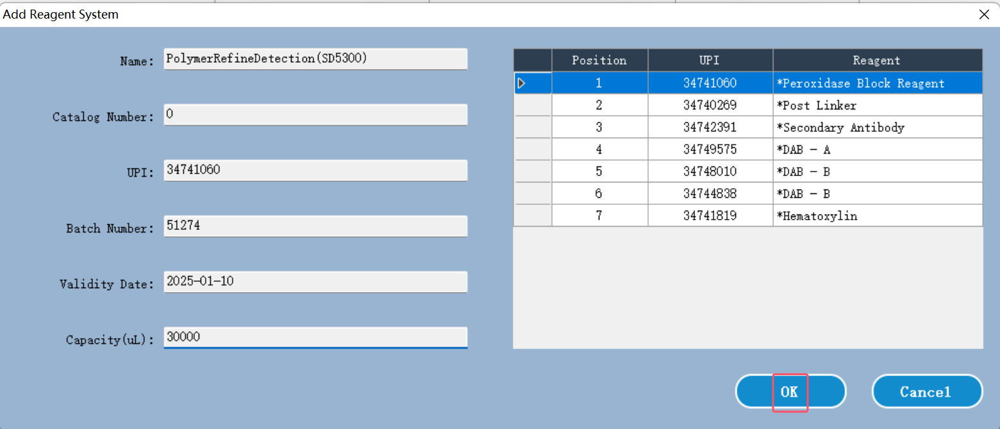 Add Reagent System
Name: PolymerRefineDetection(SD5300)
Catalog Number: 0
UPI: 34741060
Batch Number: 51274
Validity Date: 2025-01-10
Capacity(uL): 30000
Position UPI Reagent
1 34741060 *Peroxidase Block Reagent
2 34740269 *Post Linker
3 34742391 *Secondary Antibody
4 34749575 *DAB - A
5 34748010 *DAB - B
6 34744838 *DAB - B
7 34741819 *Hematoxylin
OK Cancel